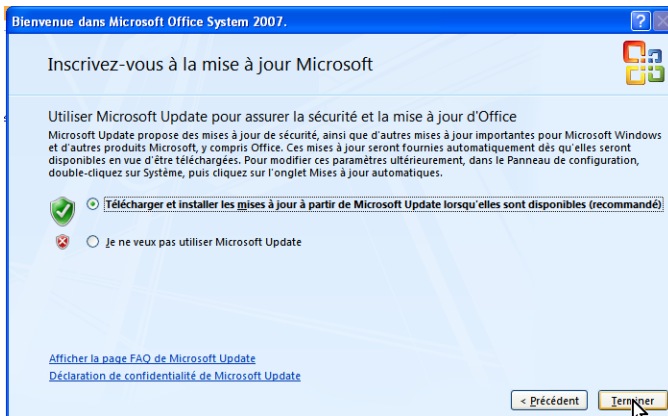 Bienvenue dans Microsoft Office System 2007.
Inscrivez-vous à la mise à jour Microsoft
Utiliser Microsoft Update pour assurer la sécurité et la mise à jour d'Office
Microsoft Update propose des mises à jour de sécurité, ainsi que d'autres mises à jour importantes pour Microsoft Windows
et d'autres produits Microsoft, y compris Office. Ces mises à jour seront fournies automatiquement dès qu'elles seront
disponibles en vue d'être téléchargées. Pour modifier ces paramètres ultérieurement, dans le Panneau de configuration,
double-cliquez sur Système, puis cliquez sur l'onglet Mises à jour automatiques.
Télécharger et installer les mises à jour à partir de Microsoft Update lorsqu'elles sont disponibles (recommandé)
Je ne veux pas utiliser Microsoft Update
Afficher la page FAQ de Microsoft Update
Déclaration de confidentialité de Microsoft Update
< Précédent Terminer